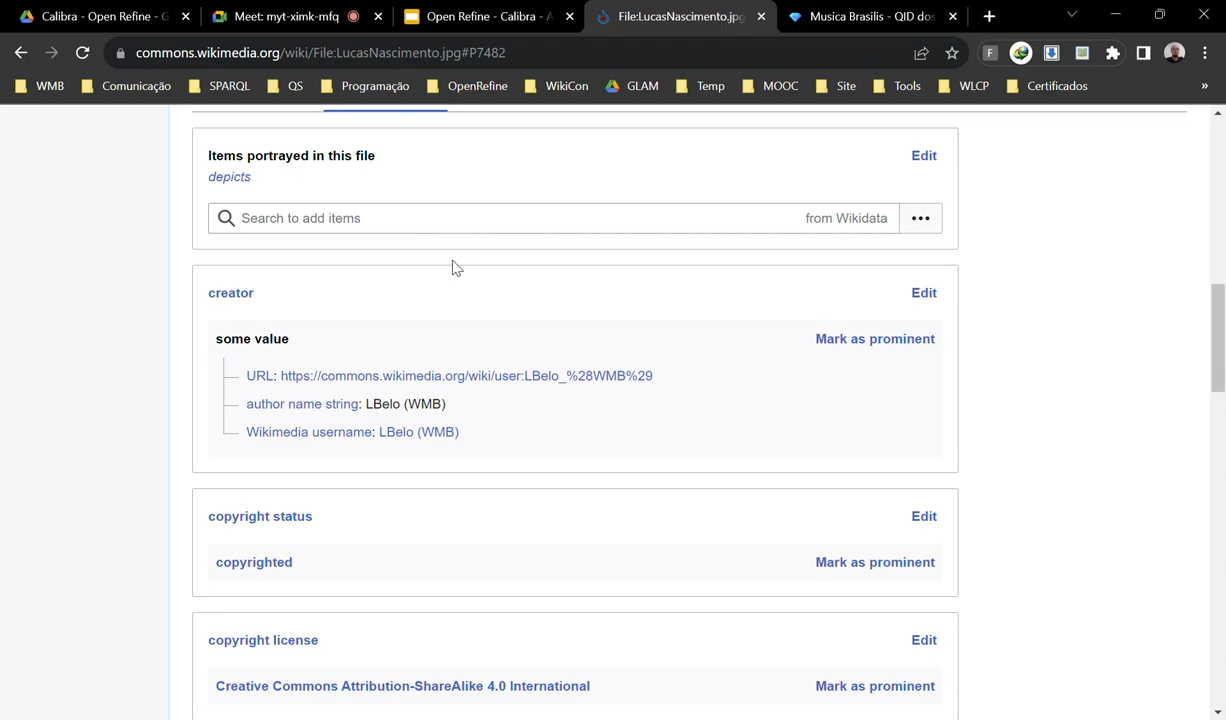 Calibra - Open Refine - G
Meet: myt-ximk-mfq
Open Refine - Calibra - A
File:LucasNascimento.jpg
Musica Brasilis - QID dos
commons.wikimedia.org/wiki/File:LucasNascimento.jpg#P7482
WMB
Comunicação
SPARQL
QS
Programação
OpenRefine
WikiCon
GLAM
Temp
MOOC
Site
Tools
WLCP
Certificados
»
Items portrayed in this file
Edit
depicts
Search to add items
from Wikidata
creator
Edit
some value
Mark as prominent
URL: https://commons.wikimedia.org/wiki/user:LBelo_%28WMB%29
author name string: LBelo (WMB)
Wikimedia username: LBelo (WMB)
copyright status
Edit
copyrighted
Mark as prominent
copyright license
Edit
Creative Commons Attribution-ShareAlike 4.0 International
Mark as prominent